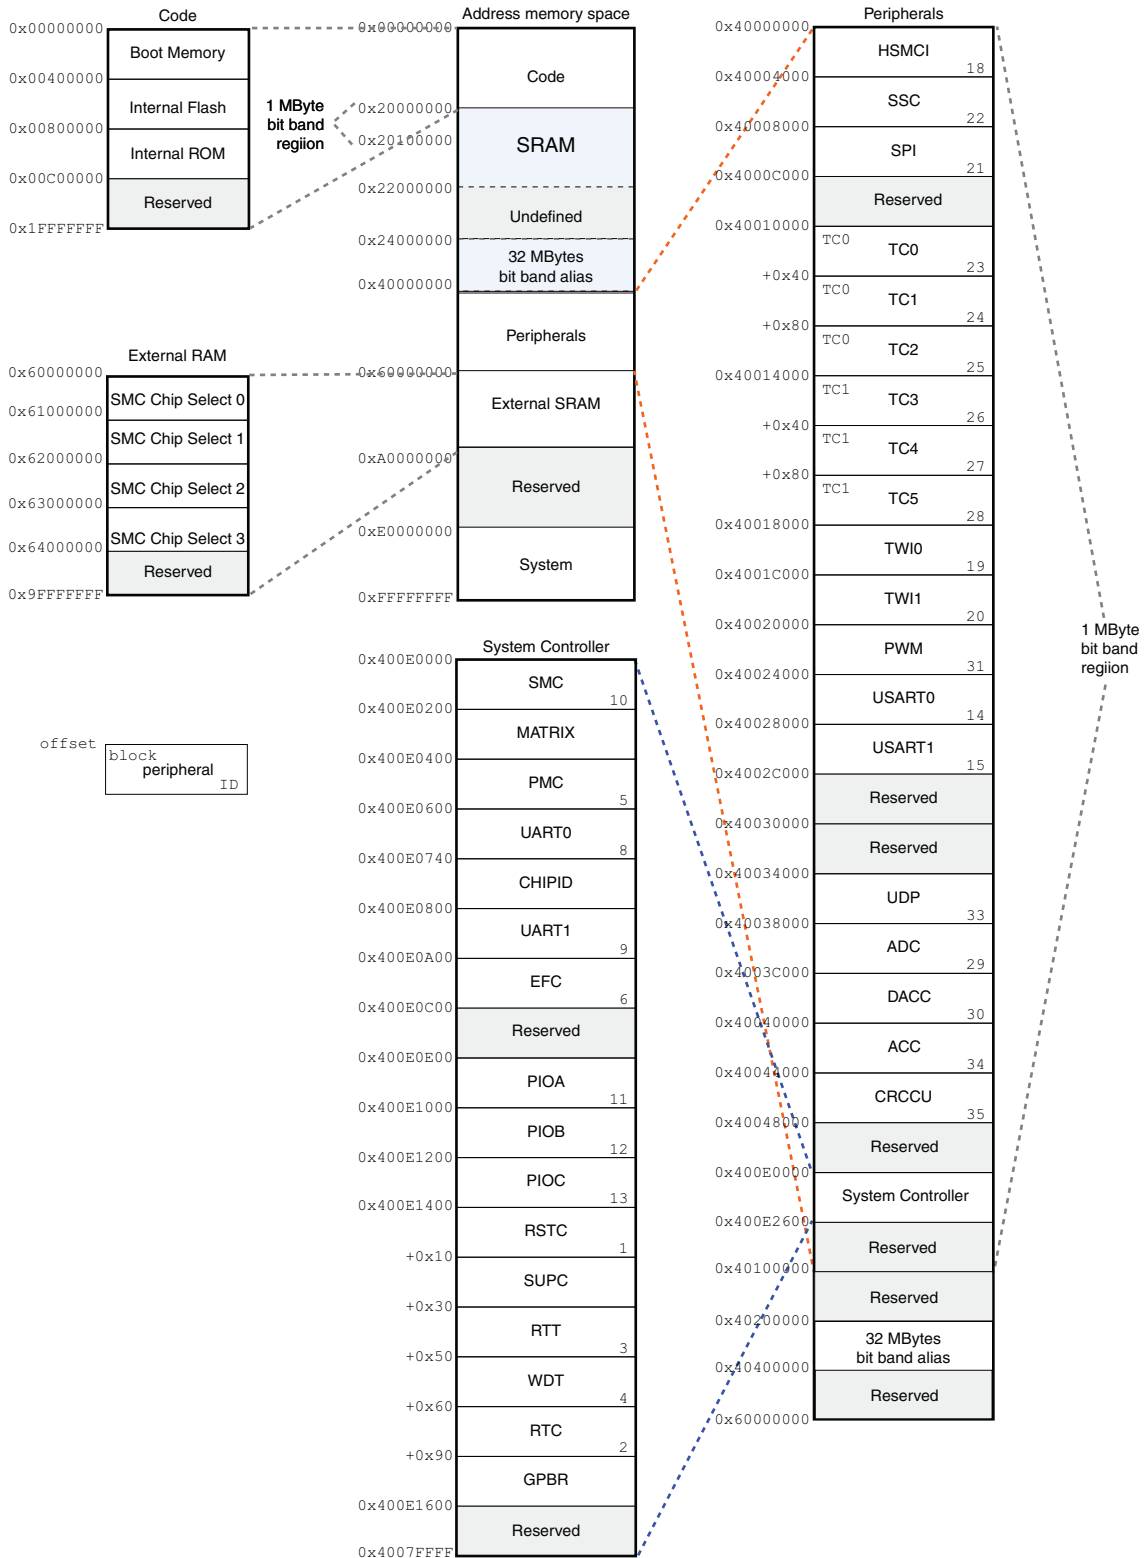 Code
0x00000000
Boot Memory
0x00400000
Internal Flash
0x00800000
Internal ROM
0x00C00000
Reserved
0x1FFFFFFF
1 MByte
bit band
regiion
Address memory space
0x00000000
Code
0x20000000
SRAM
0x20100000
0x22000000
Undefined
0x24000000
32 MBytes
bit band alias
0x40000000
Peripherals
0x60000000
External SRAM
0xA0000000
Reserved
0xE0000000
System
0xFFFFFFFF
External RAM
0x60000000
SMC Chip Select 0
0x61000000
SMC Chip Select 1
0x62000000
SMC Chip Select 2
0x63000000
SMC Chip Select 3
0x64000000
Reserved
0x9FFFFFFF
offset
block
peripheral
ID
System Controller
0x400E0000
SMC
10
0x400E0200
MATRIX
0x400E0400
PMC
5
0x400E0600
UART0
8
0x400E0740
CHIPID
0x400E0800
UART1
9
0x400E0A00
EFC
6
0x400E0C00
Reserved
0x400E0E00
PIOA
11
0x400E1000
PIOB
12
0x400E1200
PIOC
13
0x400E1400
RSTC
1
+0x10
SUPC
+0x30
RTT
3
+0x50
WDT
4
+0x60
RTC
2
+0x90
GPBR
0x400E1600
Reserved
0x4007FFFF
Peripherals
0x40000000
HSMCI
18
0x40004000
SSC
22
0x40008000
SPI
21
0x4000C000
Reserved
0x40010000
TC0
TC0
23
+0x40
TC0
TC1
24
+0x80
TC0
TC2
25
0x40014000
TC1
TC3
26
+0x40
TC1
TC4
27
+0x80
TC1
TC5
28
0x40018000
TWI0
19
0x4001C000
TWI1
20
0x40020000
PWM
31
0x40024000
USART0
14
0x40028000
USART1
15
0x4002C000
Reserved
0x40030000
Reserved
0x40034000
UDP
33
0x40038000
ADC
29
0x4003C000
DACC
30
0x40040000
ACC
34
0x40044000
CRCCU
35
0x40048000
Reserved
0x400E0000
System Controller
0x400E2600
Reserved
0x40100000
Reserved
0x40200000
32 MBytes
bit band alias
0x40400000
Reserved
0x60000000
1 MByte
bit band
regiion